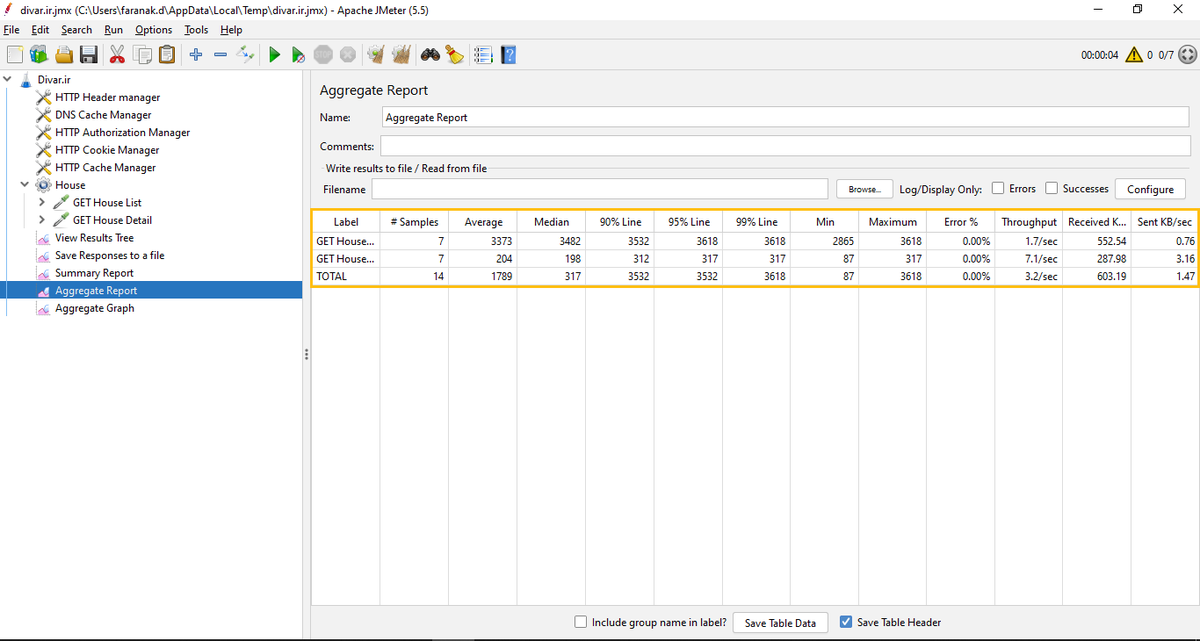 divar.ir.jmx (C:\Users\faranak.d\AppData\Local\Temp\divar.ir.jmx) - Apache JMeter (5.5)
File Edit Search Run Options Tools Help
STOP
00:00:04 0 0/7
Divar.ir
HTTP Header manager
DNS Cache Manager
HTTP Authorization Manager
HTTP Cookie Manager
HTTP Cache Manager
House
GET House List
GET House Detail
View Results Tree
Save Responses to a file
Summary Report
Aggregate Report
Aggregate Graph
Aggregate Report
Name: Aggregate Report
Comments:
Write results to file / Read from file
Filename Browse... Log/Display Only: Errors Successes Configure
Label # Samples Average Median 90% Line 95% Line 99% Line Min Maximum Error % Throughput Received K... Sent KB/sec
GET House... 7 3373 3482 3532 3618 3618 2865 3618 0.00% 1.7/sec 552.54 0.76
GET House... 7 204 198 312 317 317 87 317 0.00% 7.1/sec 287.98 3.16
TOTAL 14 1789 317 3532 3532 3618 87 3618 0.00% 3.2/sec 603.19 1.47
Include group name in label? Save Table Data Save Table Header